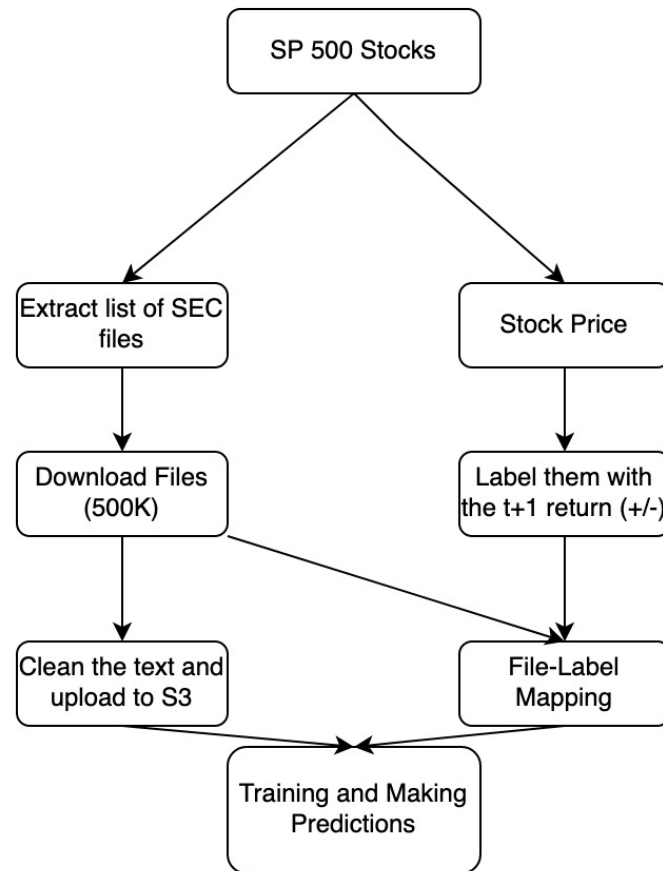 SP 500 Stocks
Extract list of SEC
files
Stock Price
Download Files
(500K)
Label them with
the t+1 return (+/-)
Clean the text and
upload to S3
File-Label
Mapping
Training and Making
Predictions